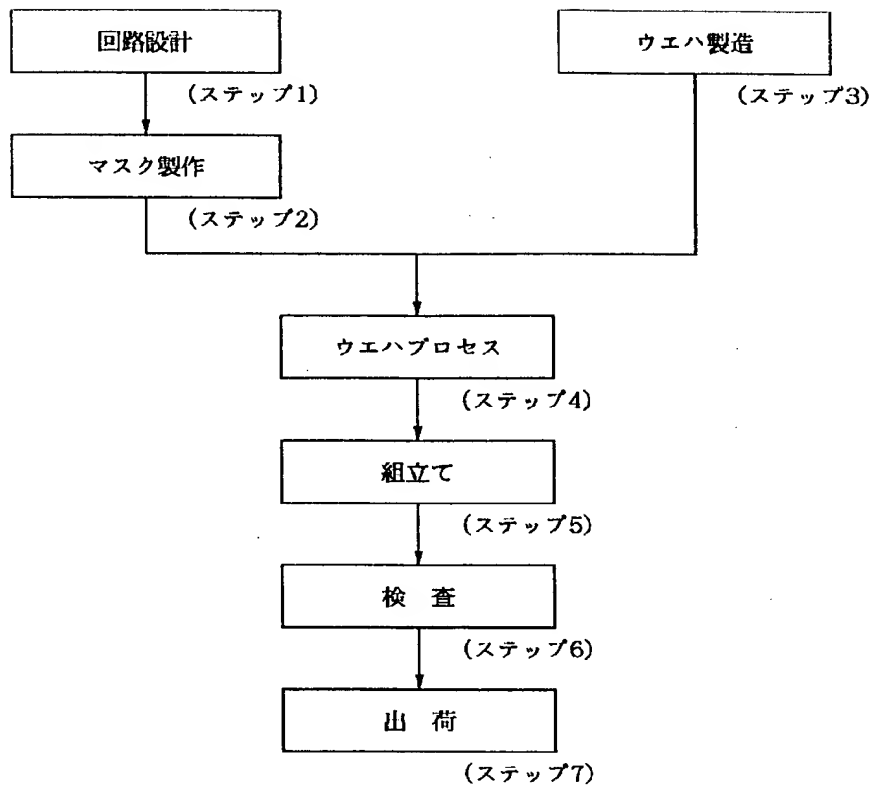 回路設計
ウエハ製造
(ステップ1)
(ステップ3)
マスク製作
(ステップ2)
ウエハプロセス
(ステップ4)
組立て
(ステップ5)
検 査
(ステップ6)
出 荷
(ステップ7)